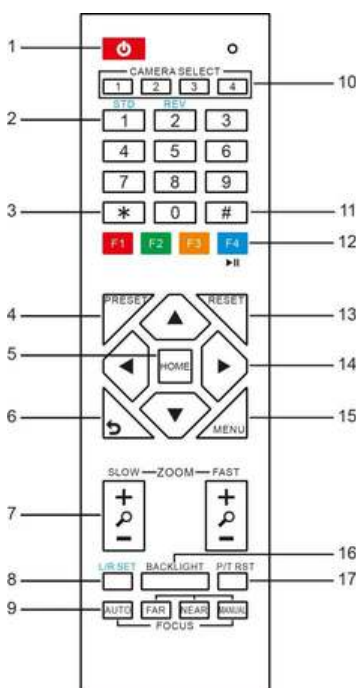 1
CAMERA SELECT
1 2 3 4
10
STD REV
2
1 2 3
4 5 6
7 8 9
3
* 0 #
11
F1 F2 F3 F4
12
4
PRESET RESET
13
5
HOME
14
6
MENU
15
SLOW ZOOM FAST
7
+ +
- -
16
L/R SET BACKLIGHT P/T RST
8
17
9
AUTO FAR NEAR MANUAL
FOCUS